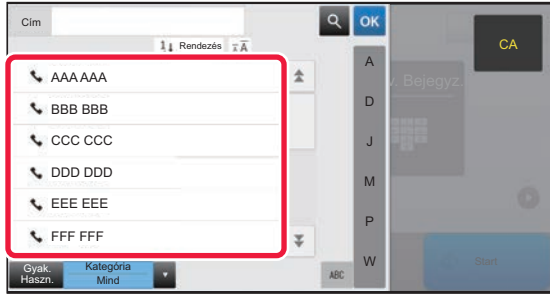 Cím
OK
CA
Rendezés
A
AAA AAA
v. Bejegyz.
BBB BBB
D
CCC CCC
J
DDD DDD
M
EEE EEE
P
FFF FFF
W
Start
Gyak. Haszn.
Kategória
Mind
ABC